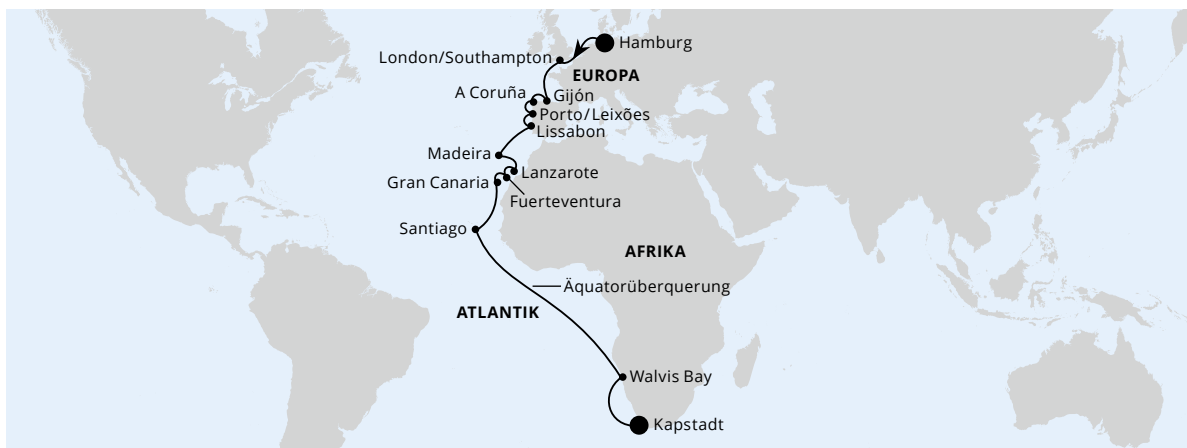 Hamburg
London/Southampton
EUROPA
A Coruña
Gijón
Porto/Leixões
Lissabon
Madeira
Lanzarote
Gran Canaria
Fuerteventura
Santiago
AFRIKA
Äquatorüberquerung
ATLANTIK
Walvis Bay
Kapstadt